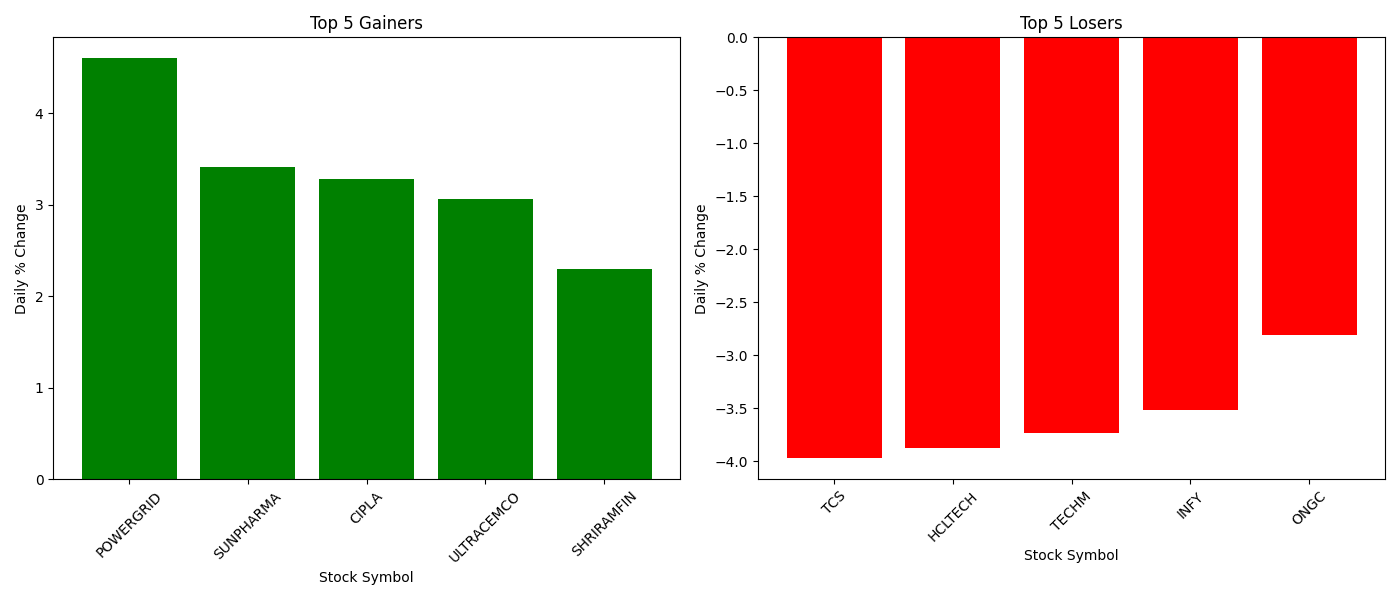 Top 5 Gainers
Daily % Change
4
3
2
1
0
POWERGRID
SUNPHARMA
CIPLA
ULTRACEMCO
SHRIRAMFIN
Stock Symbol
Top 5 Losers
Daily % Change
0.0
−0.5
−1.0
−1.5
−2.0
−2.5
−3.0
−3.5
−4.0
TCS
HCLTECH
TECHM
INFY
ONGC
Stock Symbol